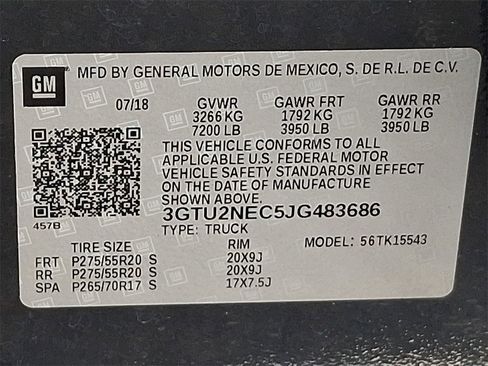 GM MFD BY GENERAL MOTORS DE MEXICO, S. DE R.L. DE C.V.
07/18 GVWR GAWR FRT GAWR RR
3266 KG 1792 KG 1792 KG
7200 LB 3950 LB 3950 LB
THIS VEHICLE CONFORMS TO ALL
APPLICABLE U.S. FEDERAL MOTOR
VEHICLE SAFETY STANDARDS IN EFFECT
ON THE DATE OF MANUFACTURE
SHOWN ABOVE.
457B 3GTU2NEC5JG483686
TYPE: TRUCK MODEL: 56TK15543
TIRE SIZE RIM
FRT P275/55R20 S 20X9J
RR P275/55R20 S 20X9J
SPA P265/70R17 S 17X7.5J